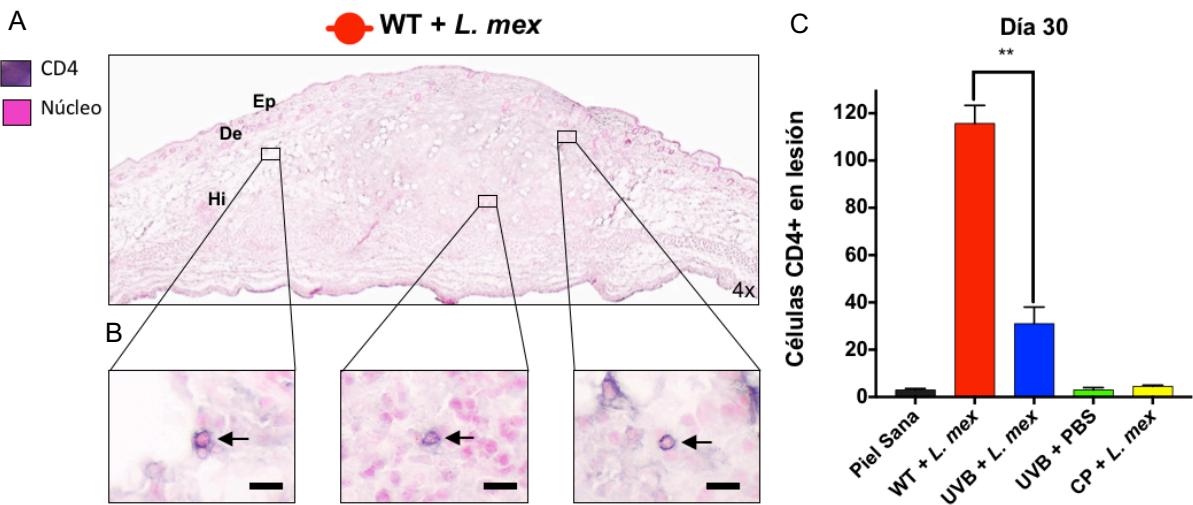 A
WT + L. mex
CD4
Núcleo
Ep
De
Hi
4x
B
C
Día 30
**
Células CD4+ en lesión
120
100
80
60
40
20
0
Piel Sana
WT + L. mex
UVB + L. mex
UVB + PBS
CP + L. mex